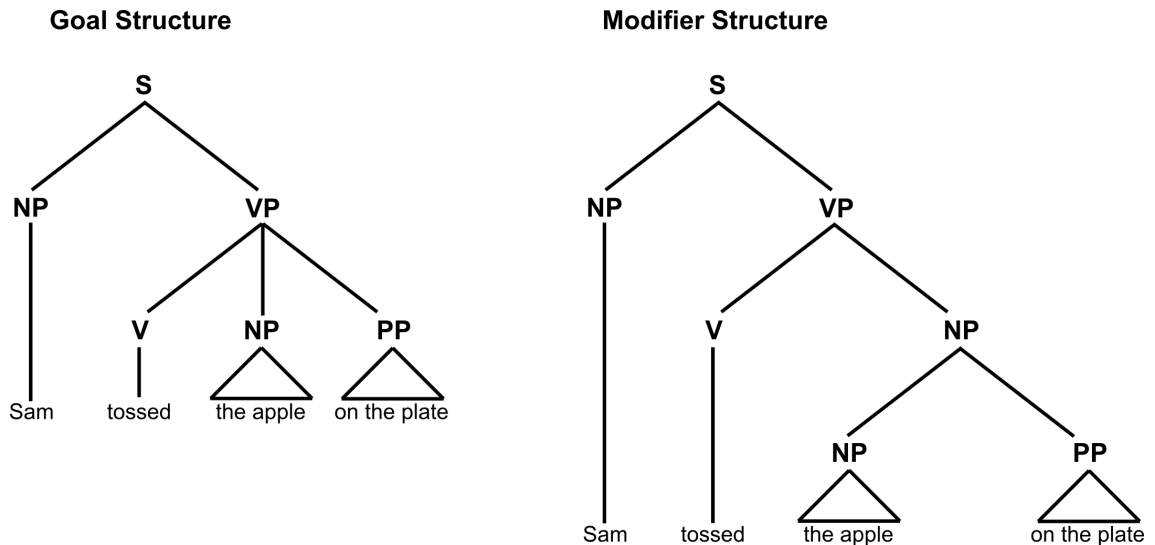 Goal Structure
S
NP VP
V NP PP
Sam tossed the apple on the plate
Modifier Structure
S
NP VP
V NP
NP PP
Sam tossed the apple on the plate